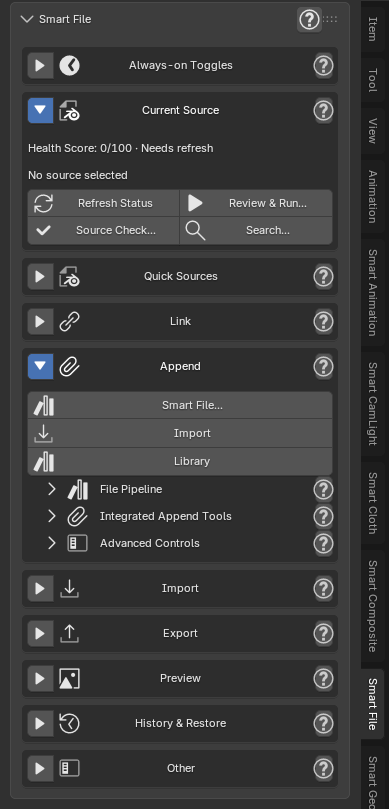 Smart File
Always-on Toggles
Current Source
Health Score: 0/100 · Needs refresh
No source selected
Refresh Status
Review & Run...
Source Check...
Search...
Quick Sources
Link
Append
Smart File...
Import
Library
File Pipeline
Integrated Append Tools
Advanced Controls
Import
Export
Preview
History & Restore
Other
Item
Tool
View
Animation
Smart Animation
Smart CamLight
Smart Cloth
Smart Composite
Smart File
Smart Geo